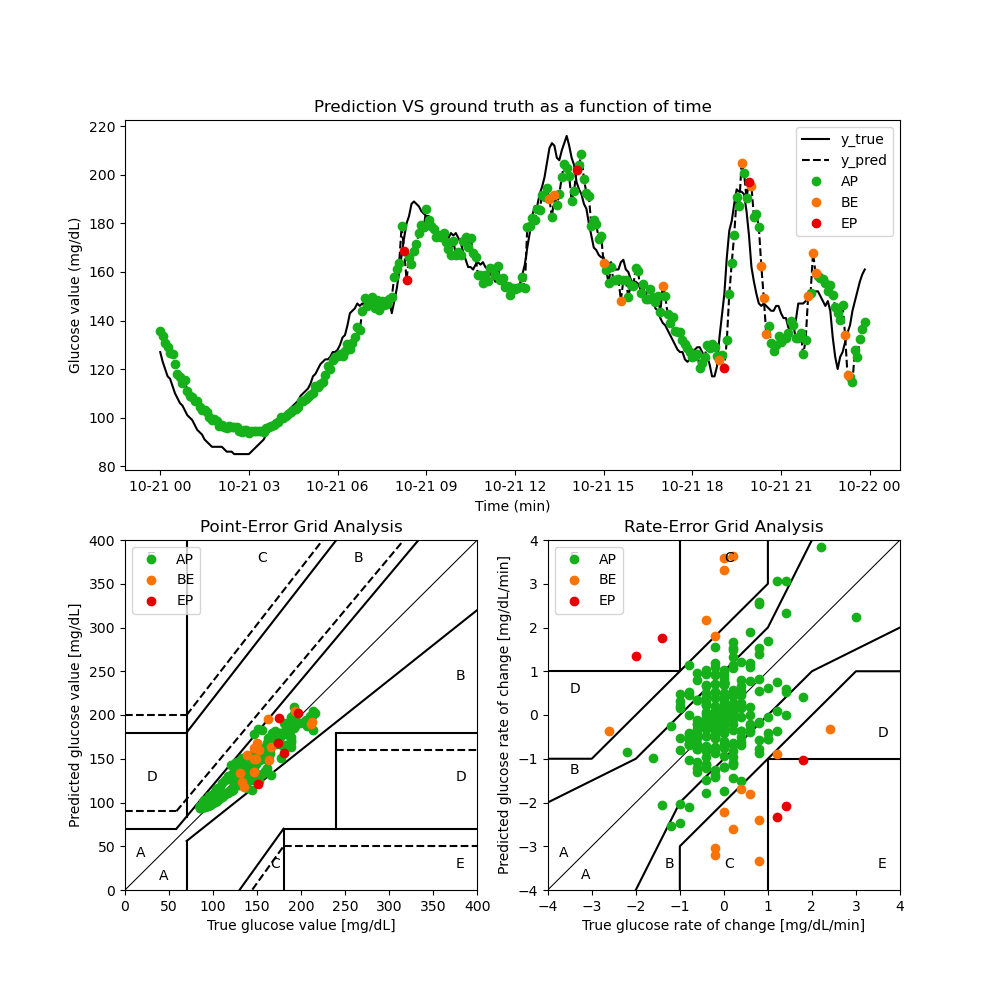 Prediction VS ground truth as a function of time
Glucose value (mg/dL)
220
200
180
160
140
120
100
80
y_true
y_pred
AP
BE
EP
10-21 00 10-21 03 10-21 06 10-21 09 10-21 12 10-21 15 10-21 18 10-21 21 10-22 00
Time (min)
Point-Error Grid Analysis
Predicted glucose value [mg/dL]
400
350
300
250
200
150
100
50
0
AP
BE
EP
C
B
B
D
D
A
A
C
E
0 50 100 150 200 250 300 350 400
True glucose value [mg/dL]
Rate-Error Grid Analysis
Predicted glucose rate of change [mg/dL/min]
4
3
2
1
0
−1
−2
−3
−4
AP
BE
EP
C
D
D
B
A
A
B
C
E
−4 −3 −2 −1 0 1 2 3 4
True glucose rate of change [mg/dL/min]